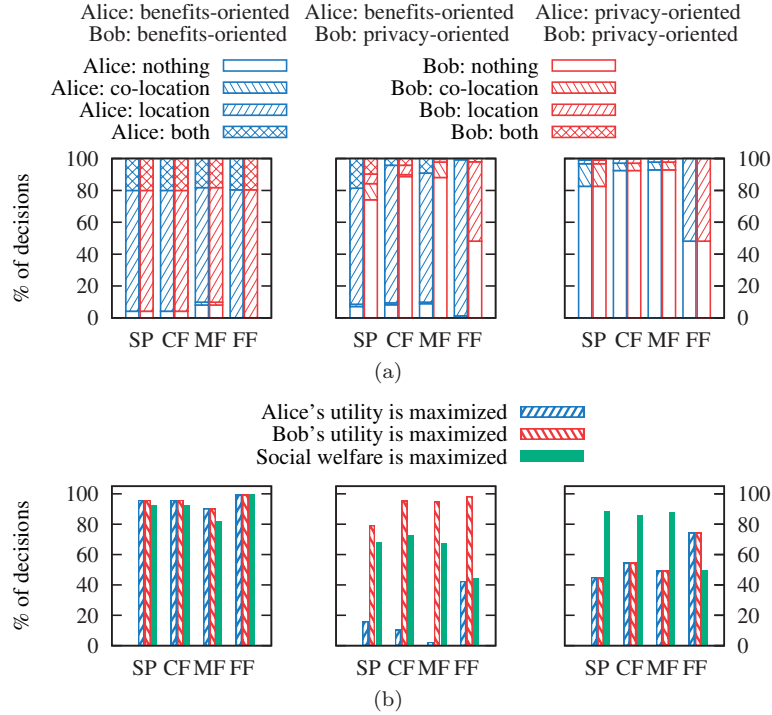 Alice: benefits-oriented Alice: benefits-oriented Alice: privacy-oriented
Bob: benefits-oriented Bob: privacy-oriented Bob: privacy-oriented
Alice: nothing Bob: nothing
Alice: co-location Bob: co-location
Alice: location Bob: location
Alice: both Bob: both
% of decisions
100 100
80 80
60 60
40 40
20 20
0 0
SP CF MF FF SP CF MF FF SP CF MF FF
(a)
Alice's utility is maximized
Bob's utility is maximized
Social welfare is maximized
% of decisions
100 100
80 80
60 60
40 40
20 20
0 0
SP CF MF FF SP CF MF FF SP CF MF FF
(b)